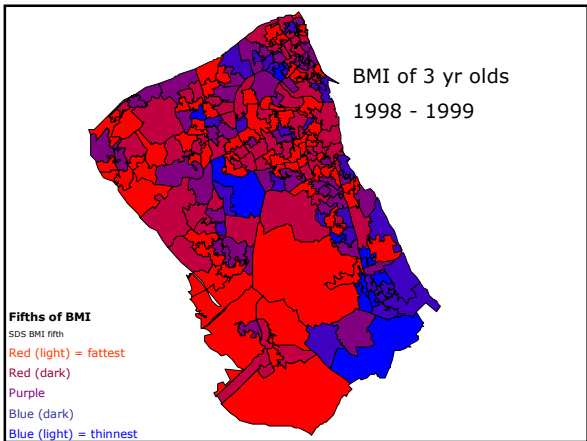 BMI of 3 yr olds
1998 - 1999
Fifths of BMI
SDS BMI fifth
Red (light) = fattest
Red (dark)
Purple
Blue (dark)
Blue (light) = thinnest